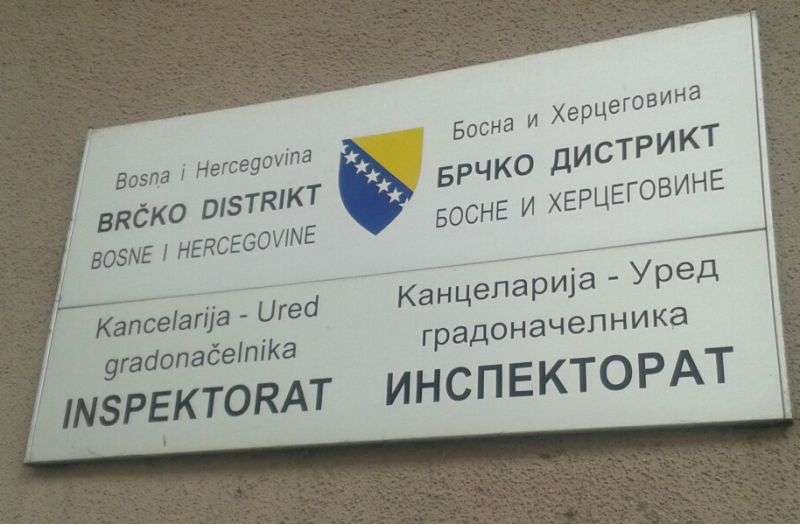 Bosna i Hercegovina
BRČKO DISTRIKT
BOSNE I HERCEGOVINE
Босна и Херцеговина
БРЧКО ДИСТРИКТ
БОСНЕ И ХЕРЦЕГОВИНЕ
Kancelarija - Ured
gradonačelnika
INSPEKTORAT
Канцеларија - Уред
градоначелника
ИНСПЕКТОРАТ